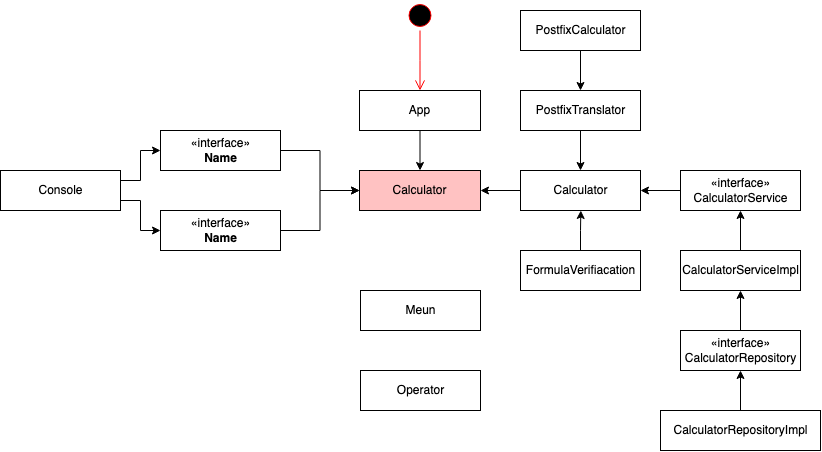 PostfixCalculator
App
PostfixTranslator
«interface»
Name
Console
Calculator
Calculator
«interface»
CalculatorService
«interface»
Name
FormulaVerifiacation
CalculatorServiceImpl
Meun
«interface»
CalculatorRepository
Operator
CalculatorRepositoryImpl